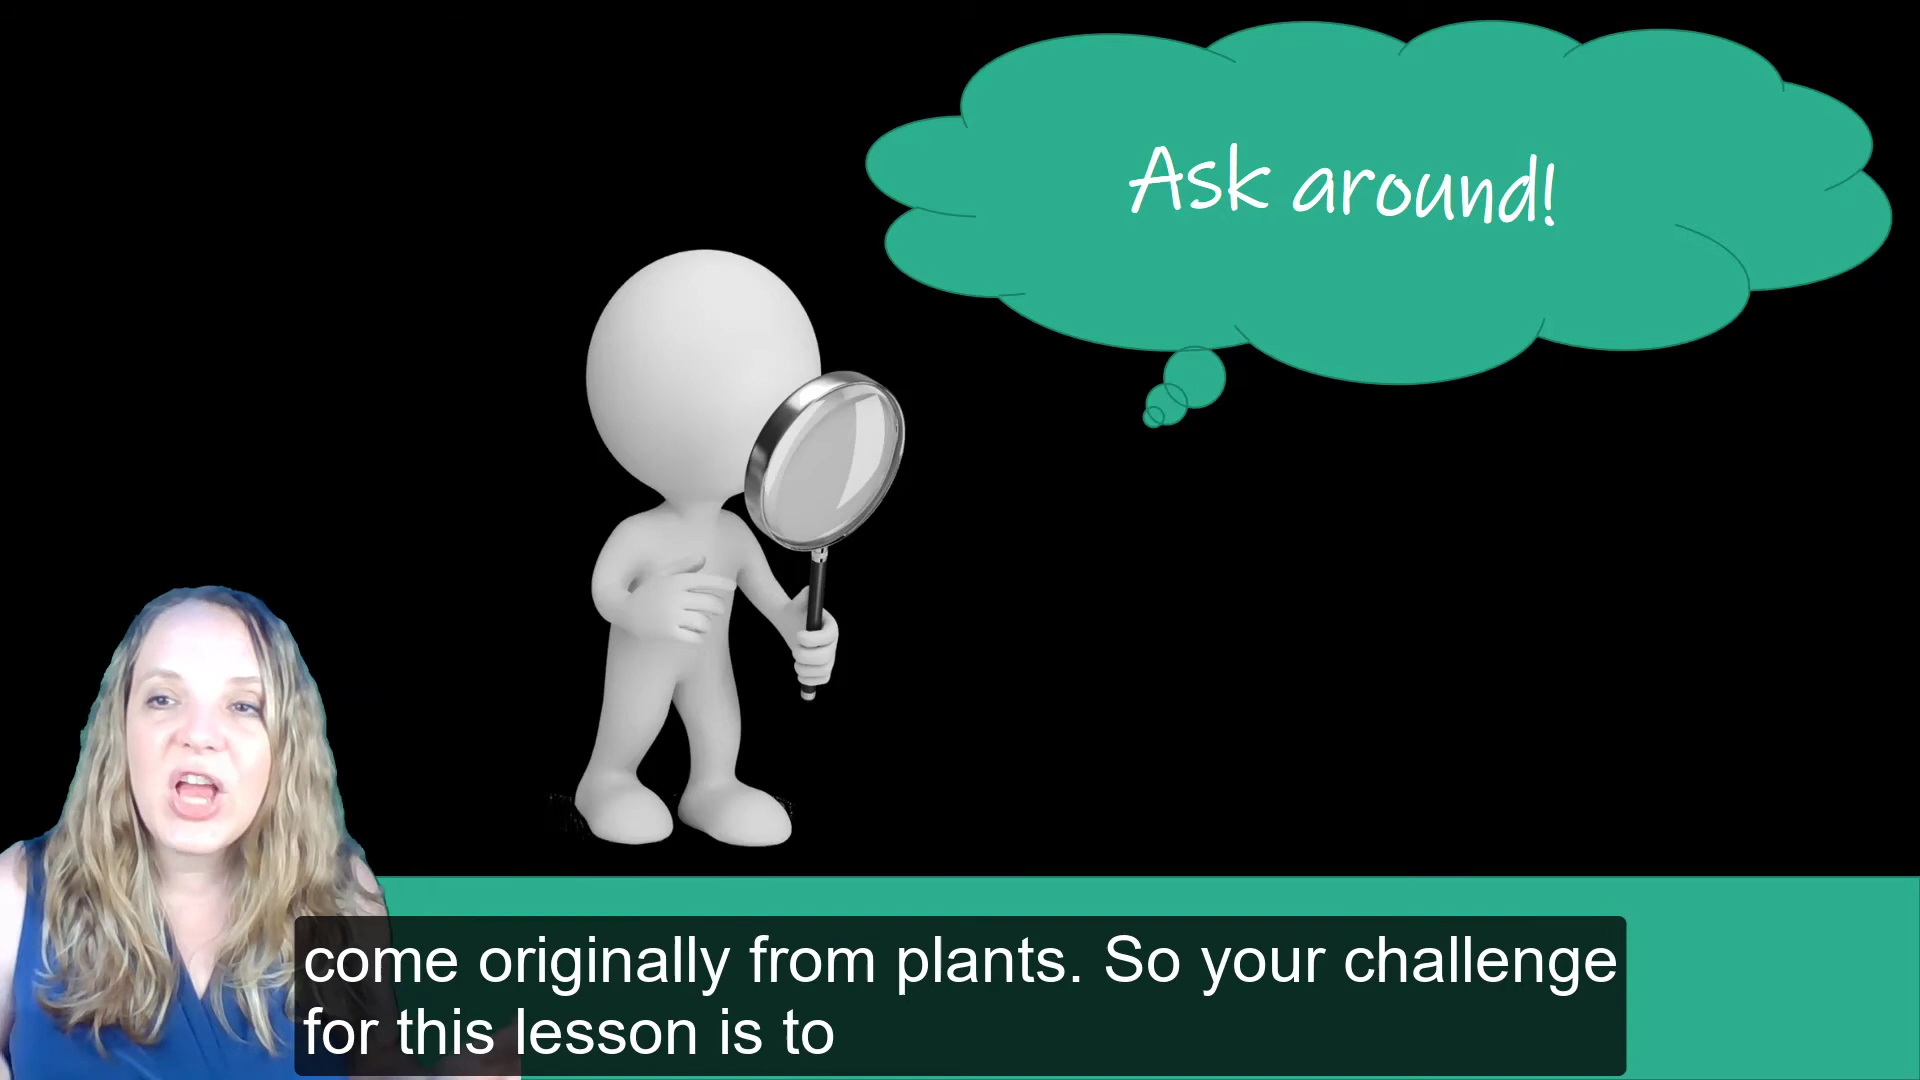 Ask around!
come originally from plants. So your challenge
for this lesson is to